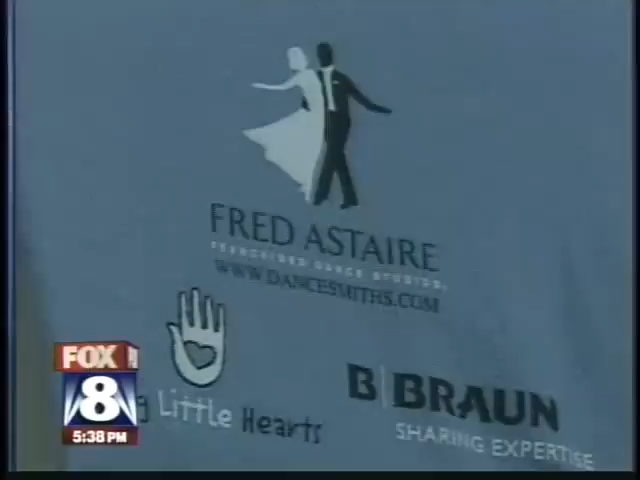 FRED ASTAIRE
FRANCHISED DANCE STUDIOS
WWW.DANCESMITHS.COM
Little Hearts
B BRAUN
SHARING EXPERTISE
FOX
8
5:38 PM